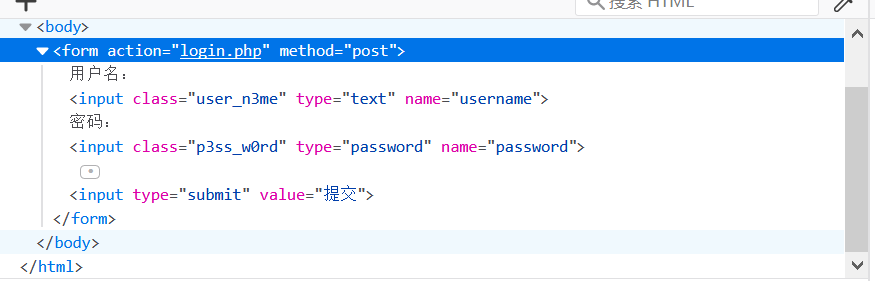 搜索 HTML
<body>
<form action="login.php" method="post">
用户名:
<input class="user_n3me" type="text" name="username">
密码:
<input class="p3ss_w0rd" type="password" name="password">
<input type="submit" value="提交">
</form>
</body>
</html>